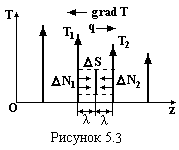 T
grad T
q
T₁
T₂
ΔS
ΔN₁
ΔN₂
O
z
λ λ
Рисунок 5.3